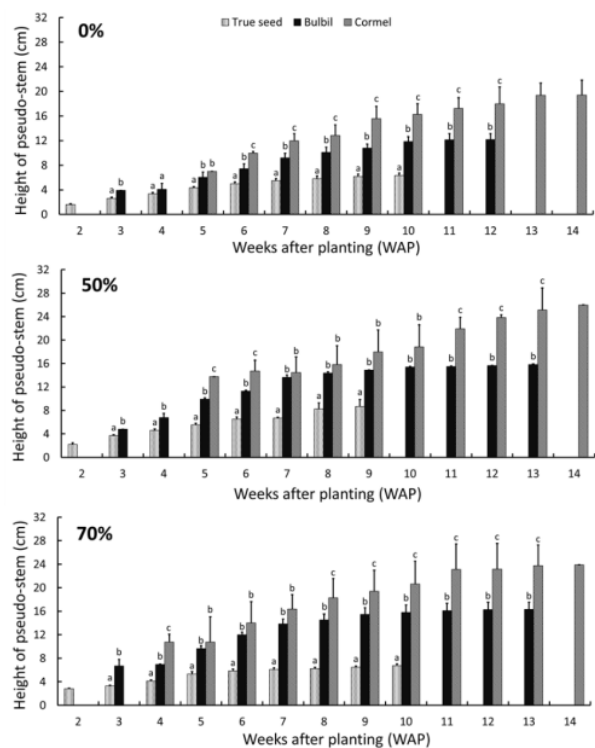 0%
True seed Bulbil Cormel
Height of pseudo-stem (cm)
32
28
24
20
16
12
8
4
0
a b a a a b b a b c a b c a b c a b c a b c b c b c
2 3 4 5 6 7 8 9 10 11 12 13 14
Weeks after planting (WAP)
50%
Height of pseudo-stem (cm)
32
28
24
20
16
12
8
4
0
a b a b a b c a b c a b b a b b a b b b b b c b c b c
2 3 4 5 6 7 8 9 10 11 12 13 14
Weeks after planting (WAP)
70%
Height of pseudo-stem (cm)
32
28
24
20
16
12
8
4
0
a b a b c a b b a b b a b b a b c a b c a b c b c b c b c
2 3 4 5 6 7 8 9 10 11 12 13 14
Weeks after planting (WAP)